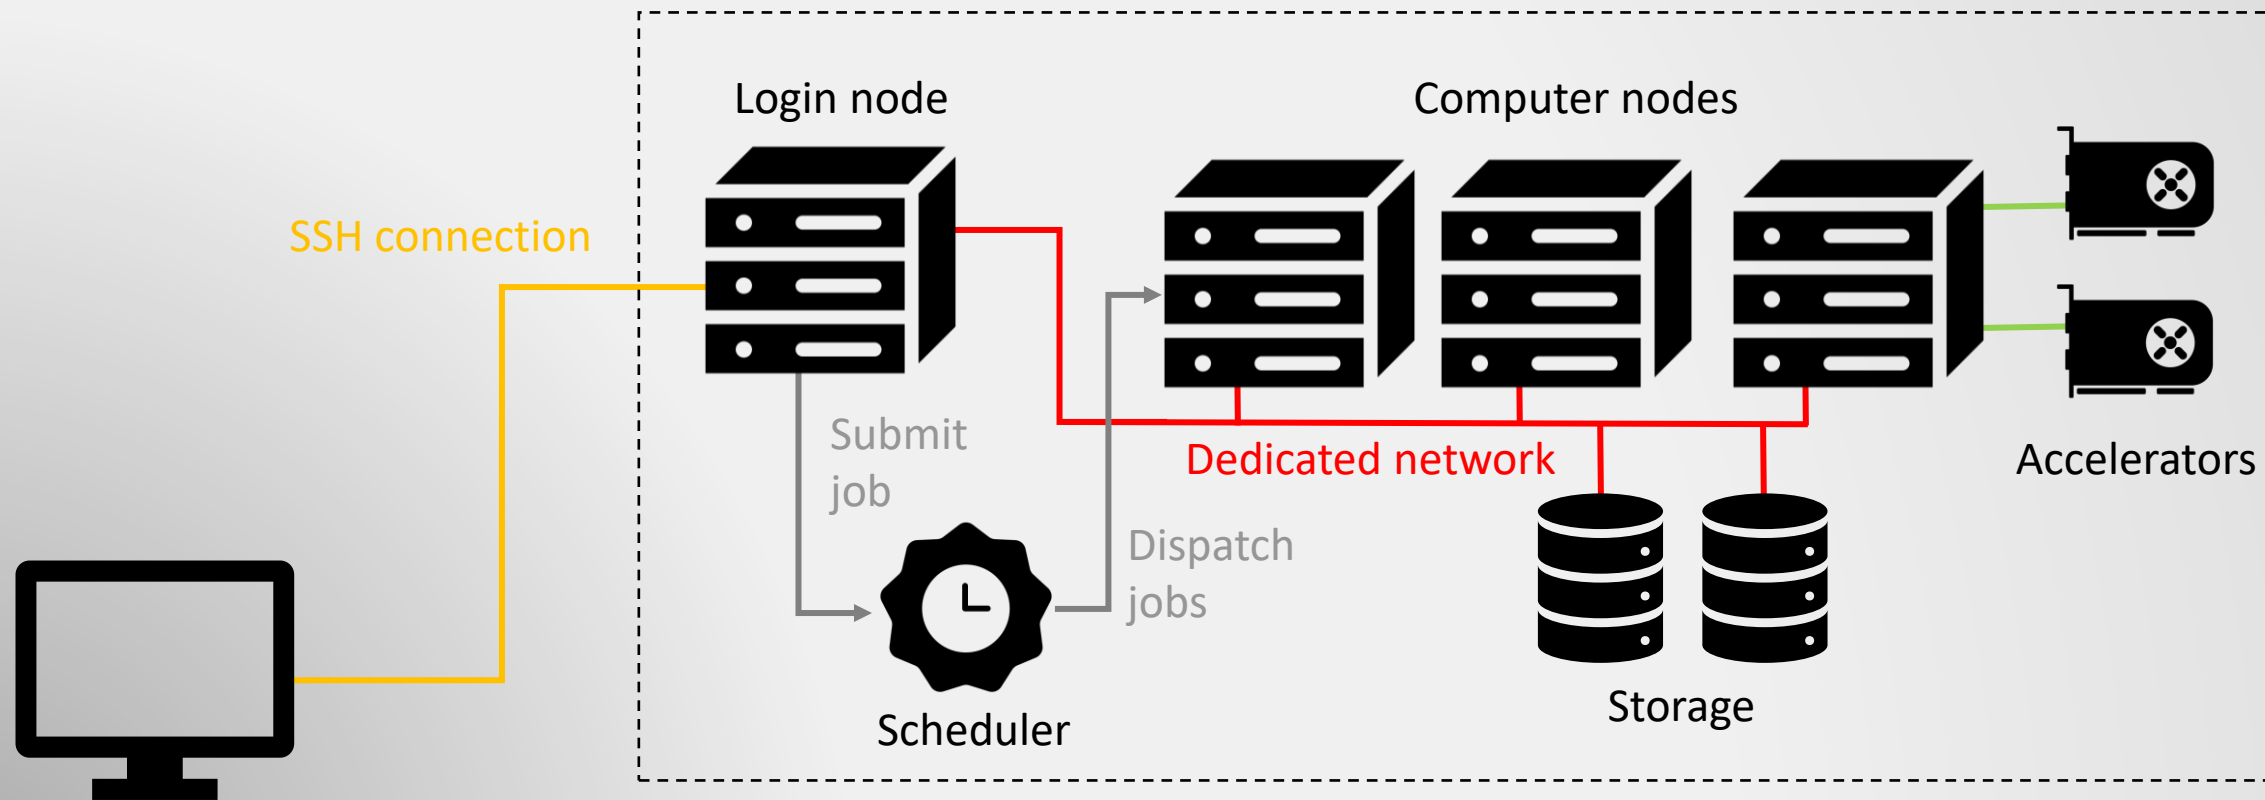 Login node
Computer nodes
SSH connection
Submit
job
Dedicated network
Accelerators
Dispatch
jobs
Storage
Scheduler